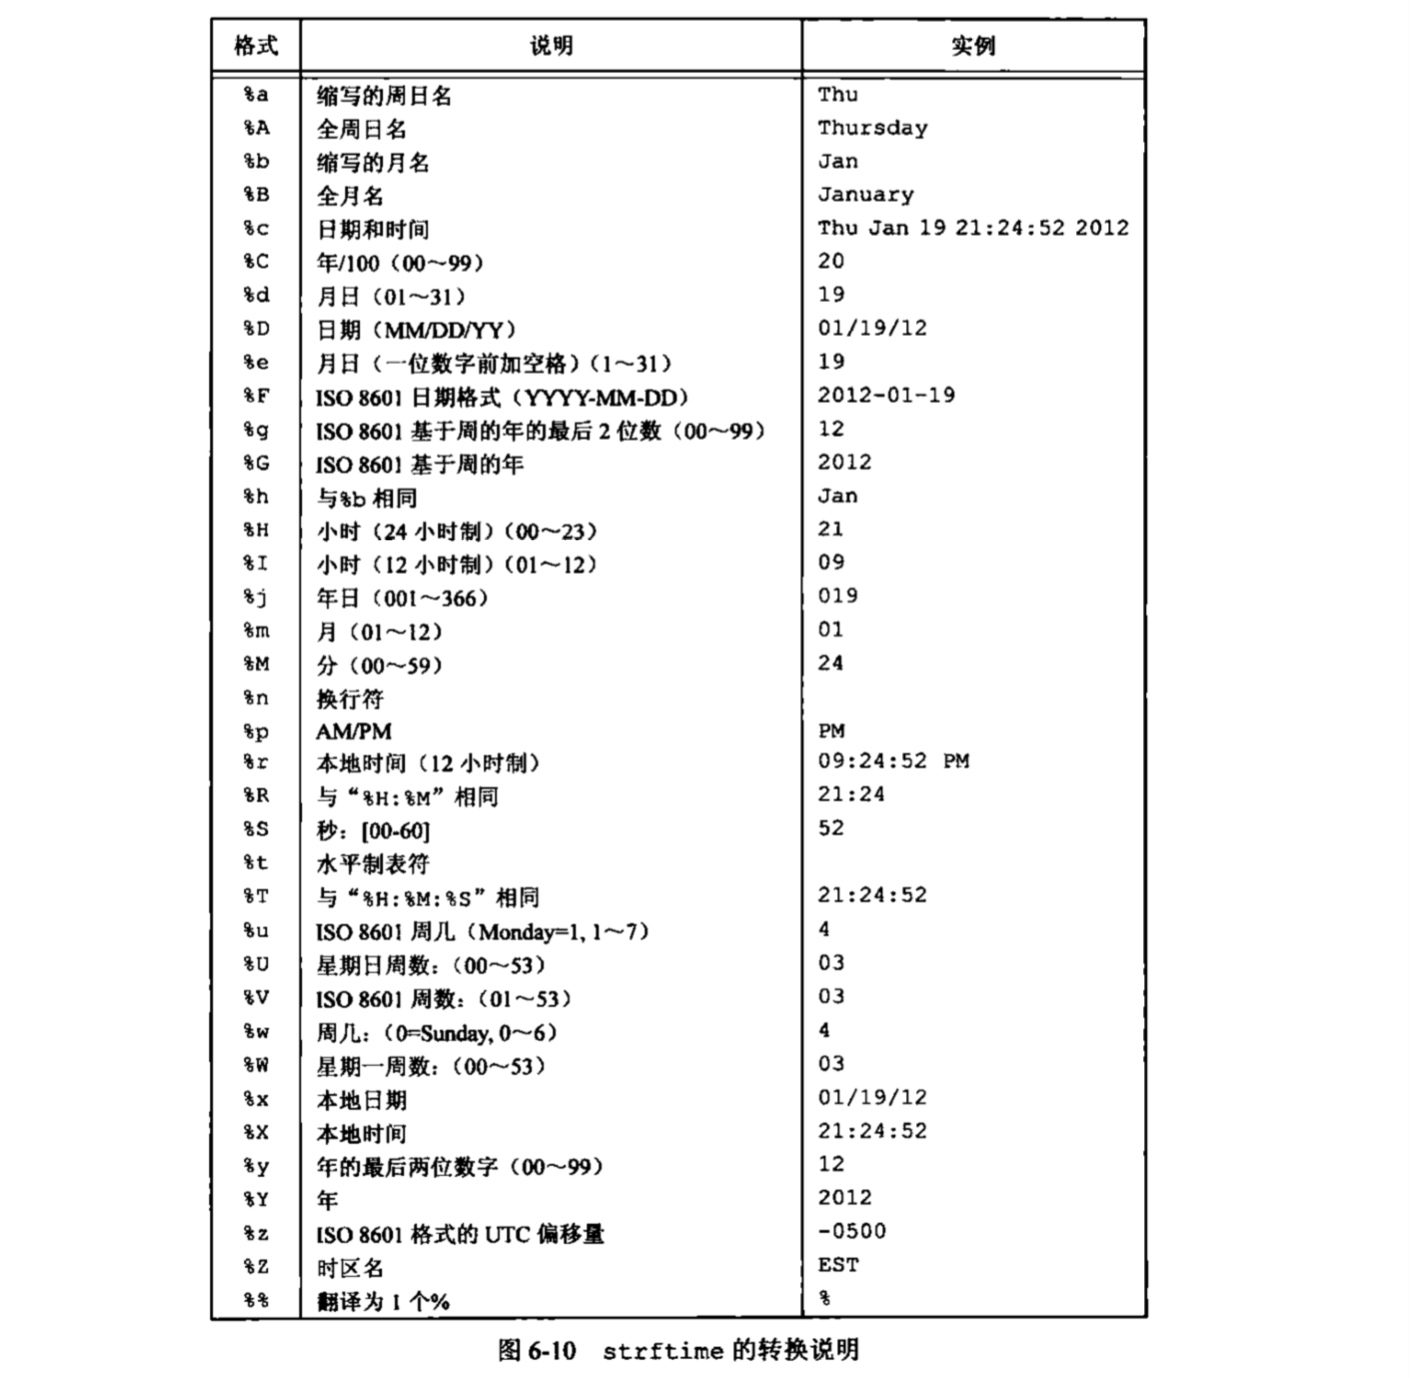 格式 说明 实例
%a 缩写的周日名 Thu
%A 全周日名 Thursday
%b 缩写的月名 Jan
%B 全月名 January
%c 日期和时间 Thu Jan 19 21:24:52 2012
%C 年/100（00～99） 20
%d 月日（01～31） 19
%D 日期（MM/DD/YY） 01/19/12
%e 月日（一位数字前加空格）（1～31） 19
%F ISO 8601 日期格式（YYYY-MM-DD） 2012-01-19
%g ISO 8601 基于周的年的最后 2 位数（00～99） 12
%G ISO 8601 基于周的年 2012
%h 与%b 相同 Jan
%H 小时（24 小时制）（00～23） 21
%I 小时（12 小时制）（01～12） 09
%j 年日（001～366） 019
%m 月（01～12） 01
%M 分（00～59） 24
%n 换行符
%p AM/PM PM
%r 本地时间（12 小时制） 09:24:52 PM
%R 与“%H:%M”相同 21:24
%S 秒：[00-60] 52
%t 水平制表符
%T 与“%H:%M:%S”相同 21:24:52
%u ISO 8601 周几（Monday=1, 1～7） 4
%U 星期日周数：（00～53） 03
%V ISO 8601 周数：（01～53） 03
%w 周几：（0=Sunday, 0～6） 4
%W 星期一周数：（00～53） 03
%x 本地日期 01/19/12
%X 本地时间 21:24:52
%y 年的最后两位数字（00～99） 12
%Y 年 2012
%z ISO 8601 格式的 UTC 偏移量 -0500
%Z 时区名 EST
%% 翻译为 1 个% %
图 6-10 strftime 的转换说明